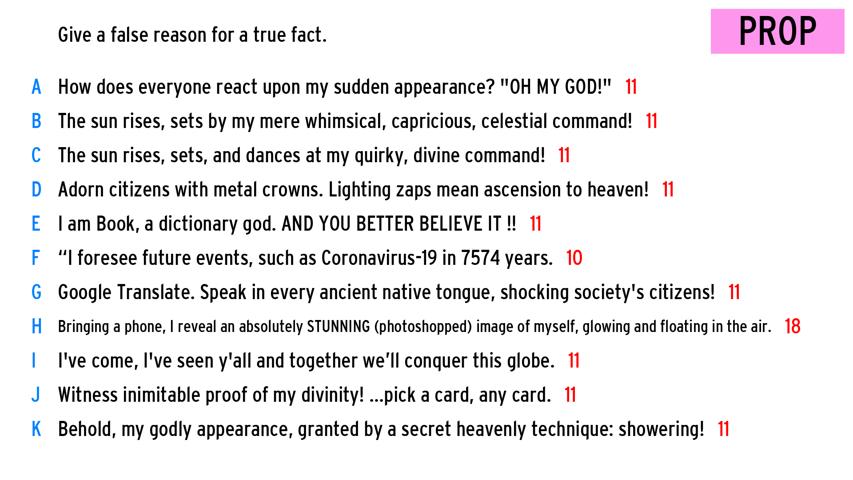 Give a false reason for a true fact.
PROP
A How does everyone react upon my sudden appearance? "OH MY GOD!" 11
B The sun rises, sets by my mere whimsical, capricious, celestial command! 11
C The sun rises, sets, and dances at my quirky, divine command! 11
D Adorn citizens with metal crowns. Lighting zaps mean ascension to heaven! 11
E I am Book, a dictionary god. AND YOU BETTER BELIEVE IT !! 11
F “I foresee future events, such as Coronavirus-19 in 7574 years. 10
G Google Translate. Speak in every ancient native tongue, shocking society's citizens! 11
H Bringing a phone, I reveal an absolutely STUNNING (photoshopped) image of myself, glowing and floating in the air. 18
I I've come, I've seen y'all and together we’ll conquer this globe. 11
J Witness inimitable proof of my divinity! ...pick a card, any card. 11
K Behold, my godly appearance, granted by a secret heavenly technique: showering! 11